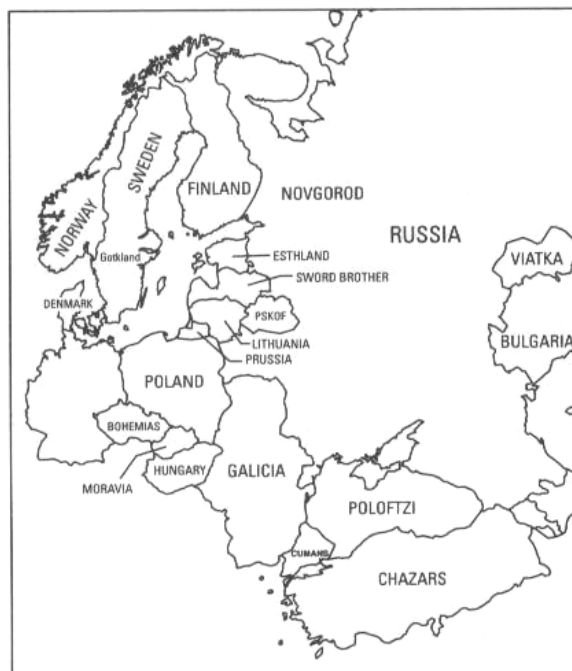 SWEDEN
FINLAND
NOVGOROD
NORWAY
RUSSIA
Gotkland
ESTHLAND
VIATKA
SWORD BROTHER
DENMARK
PSKOF
BULGARIA
LITHUANIA
PRUSSIA
POLAND
BOHEMIAS
HUNGARY
GALICIA
MORAVIA
POLOFTZI
CUMANS
CHAZARS